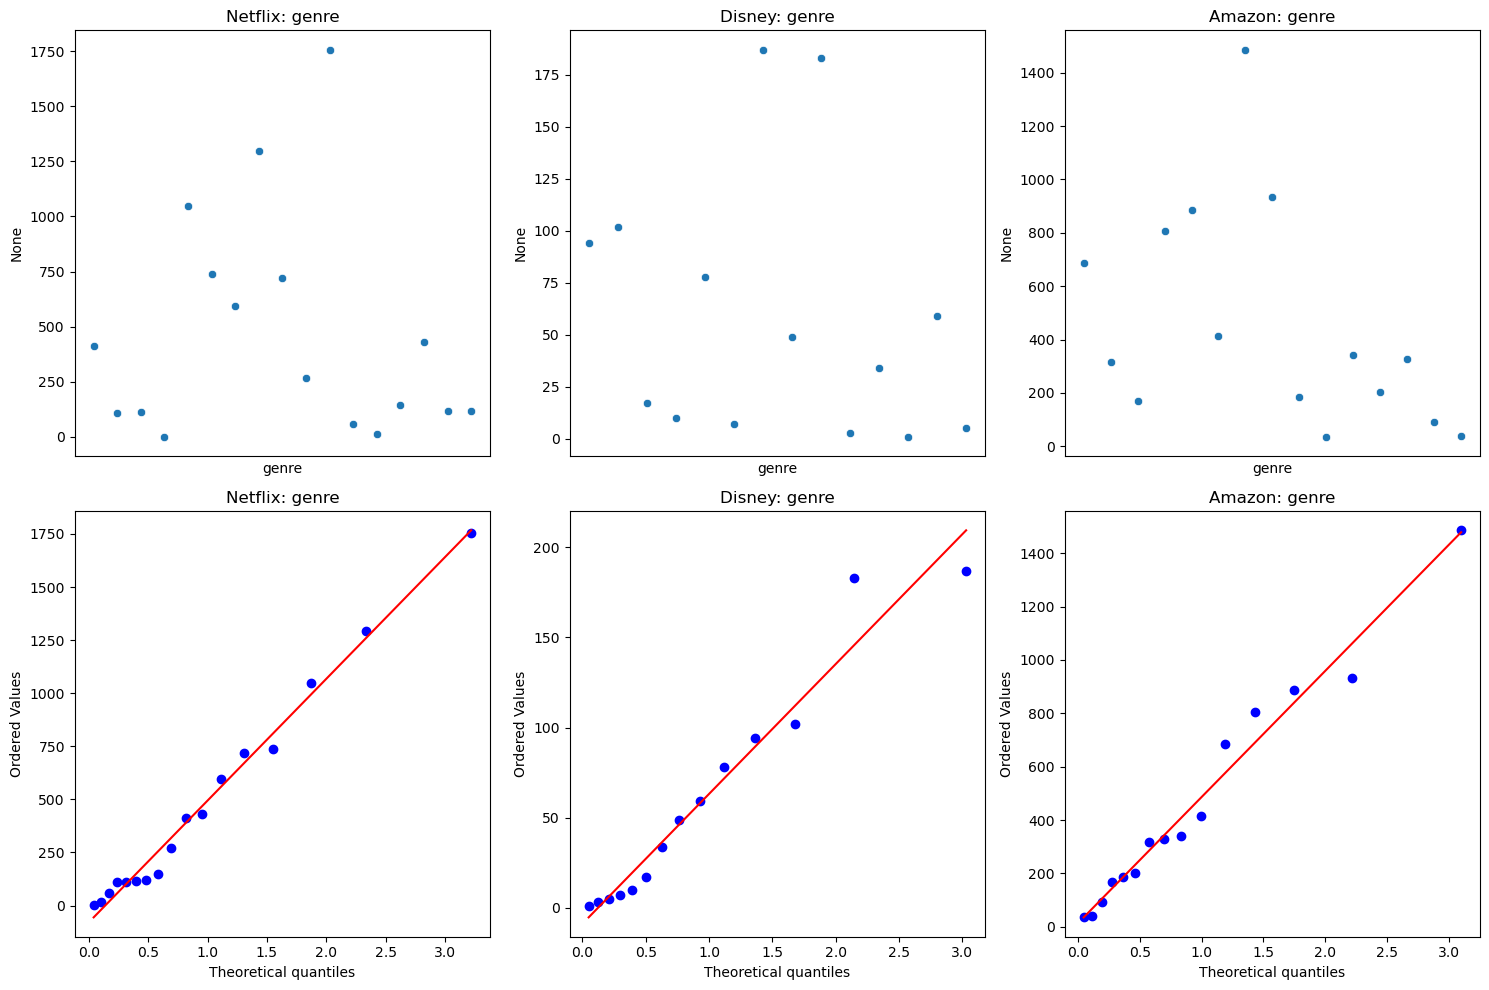 Netflix: genre
None
1750
1500
1250
1000
750
500
250
0
genre
Disney: genre
None
175
150
125
100
75
50
25
0
genre
Amazon: genre
None
1400
1200
1000
800
600
400
200
0
genre
Netflix: genre
Ordered Values
1750
1500
1250
1000
750
500
250
0
0.0 0.5 1.0 1.5 2.0 2.5 3.0
Theoretical quantiles
Disney: genre
Ordered Values
200
150
100
50
0
0.0 0.5 1.0 1.5 2.0 2.5 3.0
Theoretical quantiles
Amazon: genre
Ordered Values
1400
1200
1000
800
600
400
200
0
0.0 0.5 1.0 1.5 2.0 2.5 3.0
Theoretical quantiles